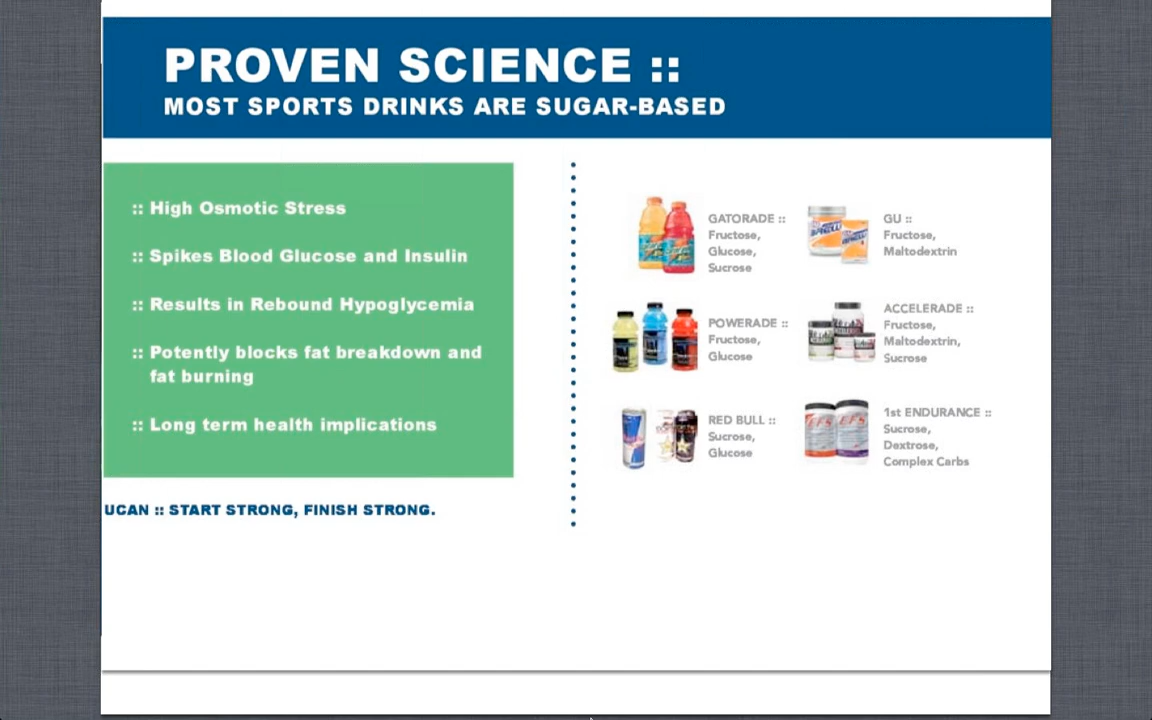 PROVEN SCIENCE ::
MOST SPORTS DRINKS ARE SUGAR-BASED
:: High Osmotic Stress
:: Spikes Blood Glucose and Insulin
:: Results in Rebound Hypoglycemia
:: Potently blocks fat breakdown and
fat burning
:: Long term health implications
UCAN :: START STRONG, FINISH STRONG.
GATORADE ::
Fructose,
Glucose,
Sucrose
POWERADE ::
Fructose,
Glucose
RED BULL ::
Sucrose,
Glucose
GU ::
Fructose,
Maltodextrin
ACCELERADE ::
Fructose,
Maltodextrin,
Sucrose
1st ENDURANCE ::
Sucrose,
Dextrose,
Complex Carbs